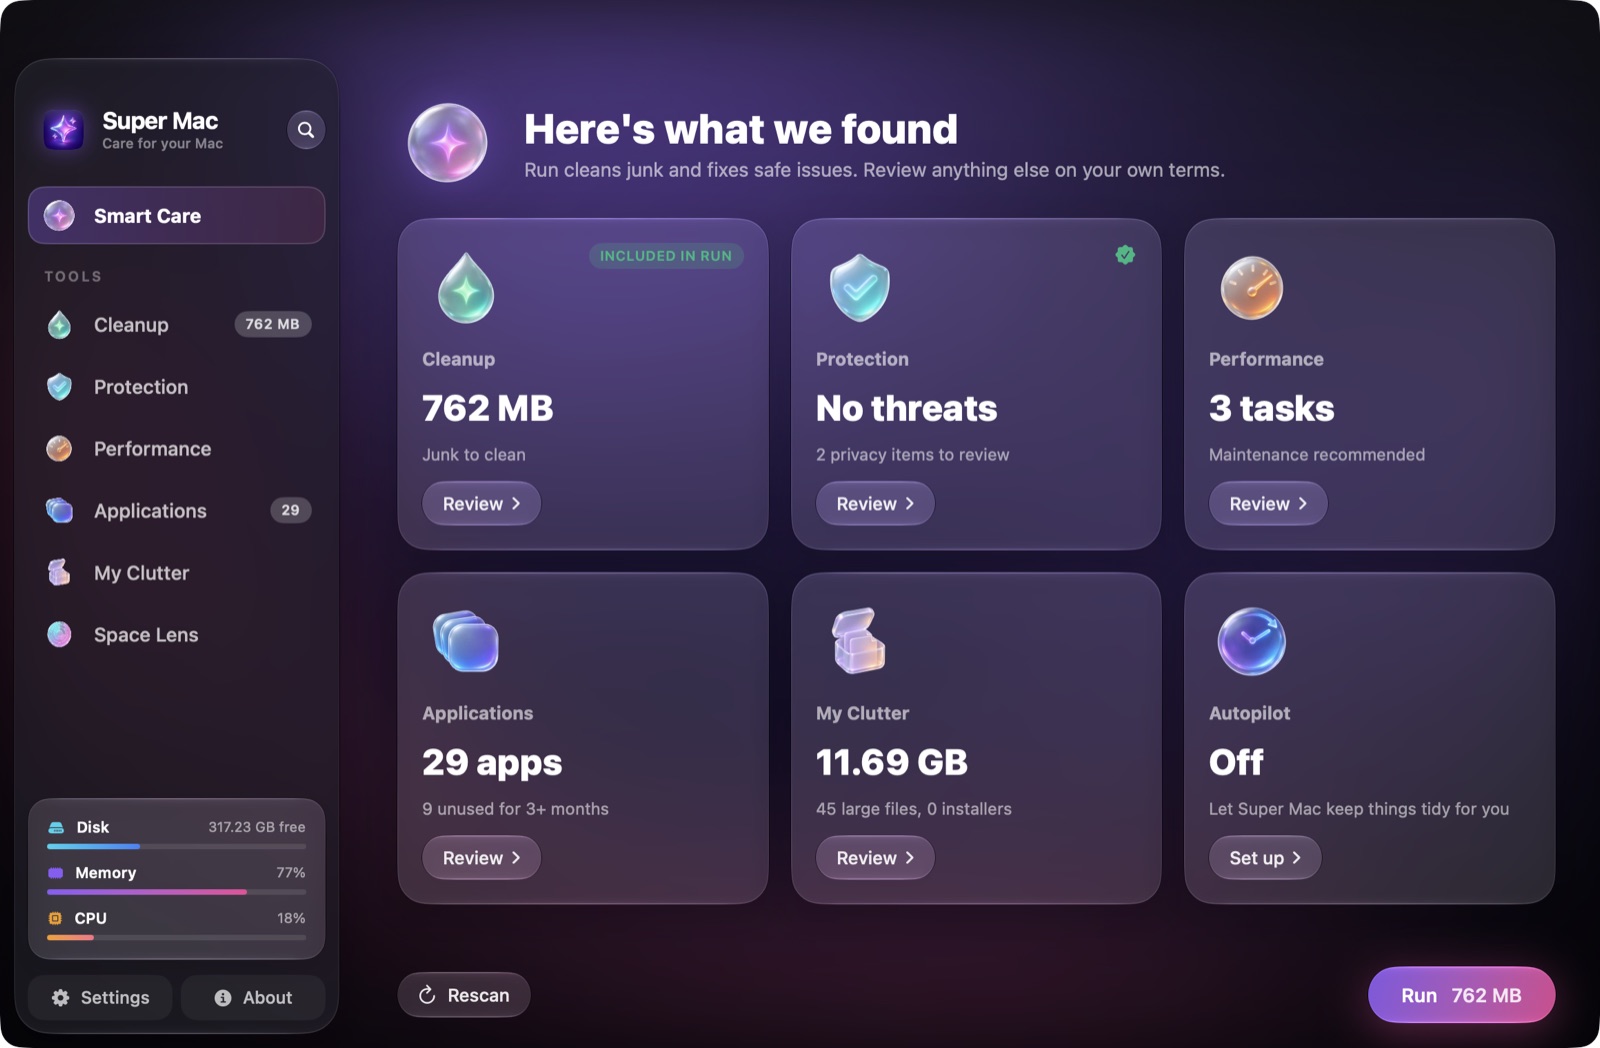 Super Mac
Care for your Mac
Smart Care
TOOLS
Cleanup 762 MB
Protection
Performance
Applications 29
My Clutter
Space Lens
Disk 317.23 GB free
Memory 77%
CPU 18%
Settings About
Here's what we found
Run cleans junk and fixes safe issues. Review anything else on your own terms.
INCLUDED IN RUN
Cleanup
762 MB
Junk to clean
Review
Protection
No threats
2 privacy items to review
Review
Performance
3 tasks
Maintenance recommended
Review
Applications
29 apps
9 unused for 3+ months
Review
My Clutter
11.69 GB
45 large files, 0 installers
Review
Autopilot
Off
Let Super Mac keep things tidy for you
Set up
Rescan
Run 762 MB